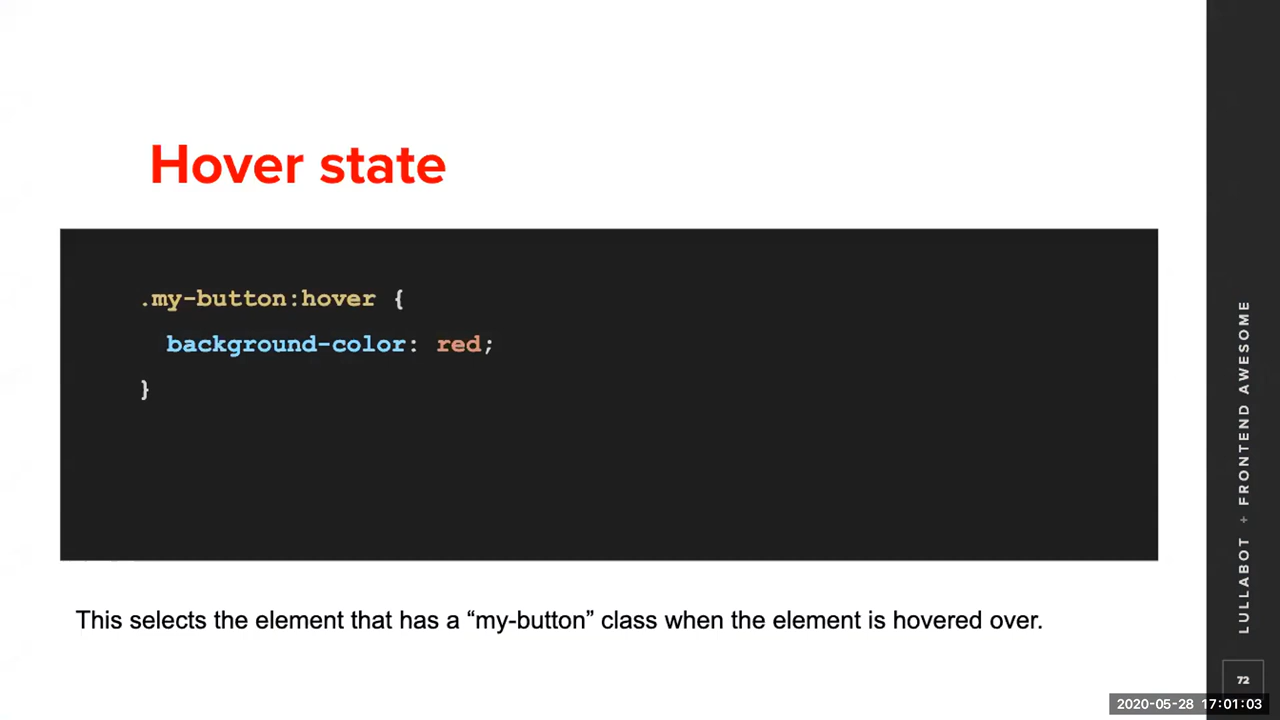 Hover state
.my-button:hover {
background-color: red;
}
This selects the element that has a “my-button” class when the element is hovered over.
LULLABOT + FRONTEND AWESOME
72
2020-05-28 17:01:03